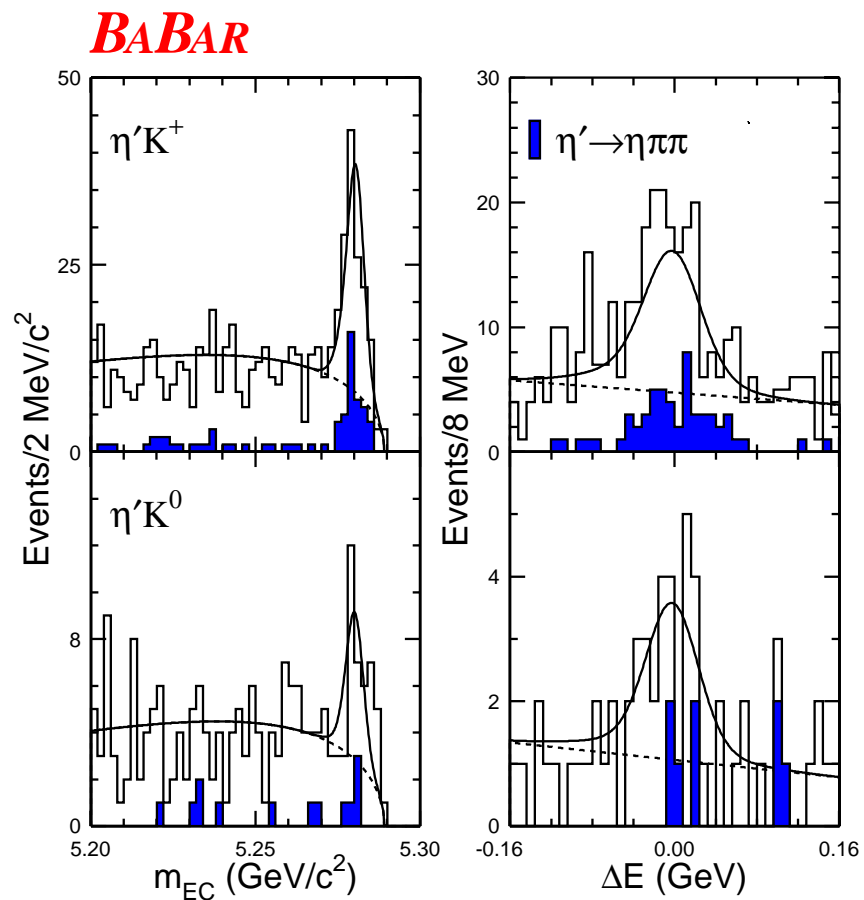 BABAR
50
25
0
η′K⁺
30
20
10
0
η′→ηππ
Events/2 MeV/c²
Events/8 MeV
8
0
η′K⁰
4
2
0
5.20
5.25
5.30
-0.16
0.00
0.16
m_EC (GeV/c²)
ΔE (GeV)